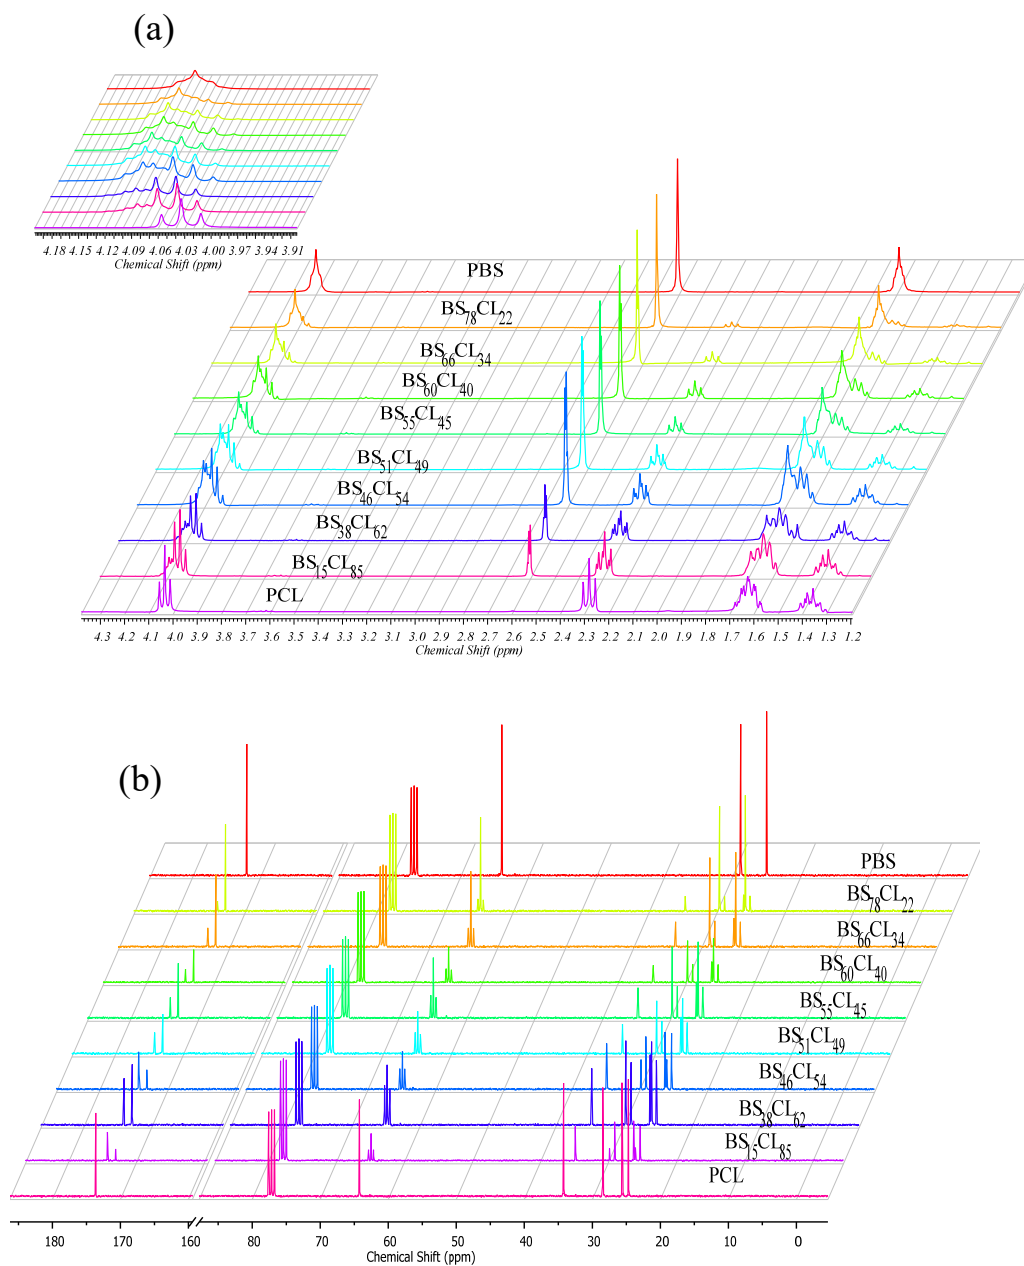 (a)
4.18 4.15 4.12 4.09 4.06 4.03 4.00 3.97 3.94 3.91
Chemical Shift (ppm)
PBS
BS78CL22
BS66CL34
BS60CL40
BS55CL45
BS51CL49
BS46CL54
BS38CL62
BS15CL85
PCL
4.3 4.2 4.1 4.0 3.9 3.8 3.7 3.6 3.5 3.4 3.3 3.2 3.1 3.0 2.9 2.8 2.7 2.6 2.5 2.4 2.3 2.2 2.1 2.0 1.9 1.8 1.7 1.6 1.5 1.4 1.3 1.2
Chemical Shift (ppm)
(b)
PBS
BS78CL22
BS66CL34
BS60CL40
BS55CL45
BS51CL49
BS46CL54
BS38CL62
BS15CL85
PCL
180 170 160 80 70 60 50 40 30 20 10 0
Chemical Shift (ppm)